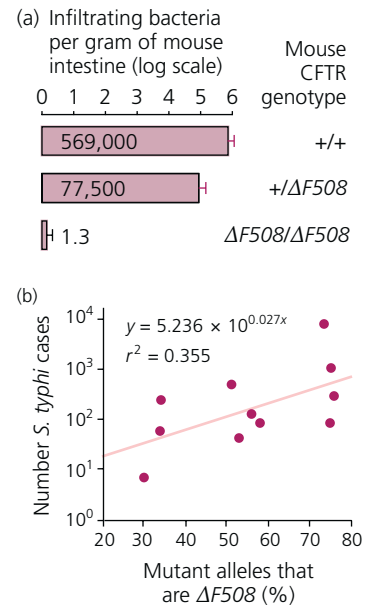 (a) Infiltrating bacteria
per gram of mouse
intestine (log scale)
Mouse
CFTR
genotype
0 1 2 3 4 5 6
569,000 +/+
77,500 +/ΔF508
1.3 ΔF508/ΔF508
(b)
y = 5.236 × 10^0.027x
r² = 0.355
Number S. typhi cases
10⁴
10³
10²
10¹
10⁰
20 30 40 50 60 70 80
Mutant alleles that
are ΔF508 (%)